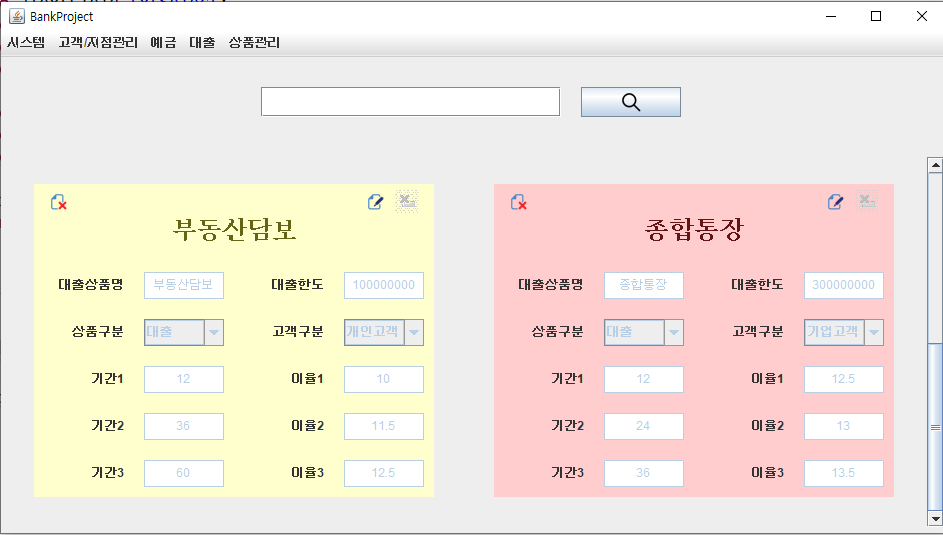 BankProject
시스템 고객/지점관리 예금 대출 상품관리
부동산담보
대출상품명 부동산담보 대출한도 100000000
상품구분 대출 고객구분 개인고객
기간1 12 이율1 10
기간2 36 이율2 11.5
기간3 60 이율3 12.5
종합통장
대출상품명 종합통장 대출한도 300000000
상품구분 대출 고객구분 기업고객
기간1 12 이율1 12.5
기간2 24 이율2 13
기간3 36 이율3 13.5